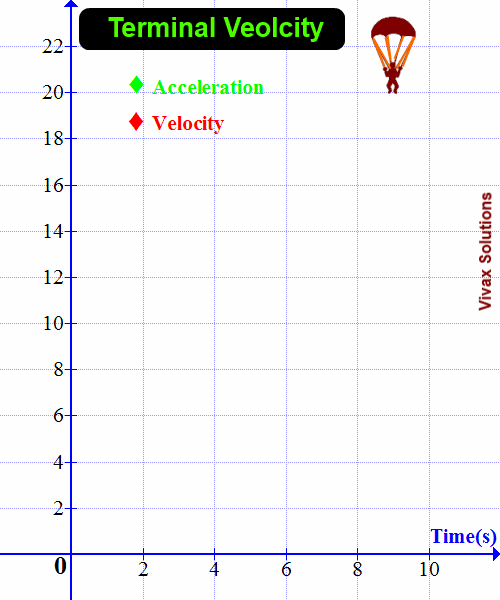 Terminal Veolcity
22
Acceleration
20
Velocity
18
16
Vivax Solutions
14
12
10
8
6
4
2
Time(s)
0
2 4 6 8 10